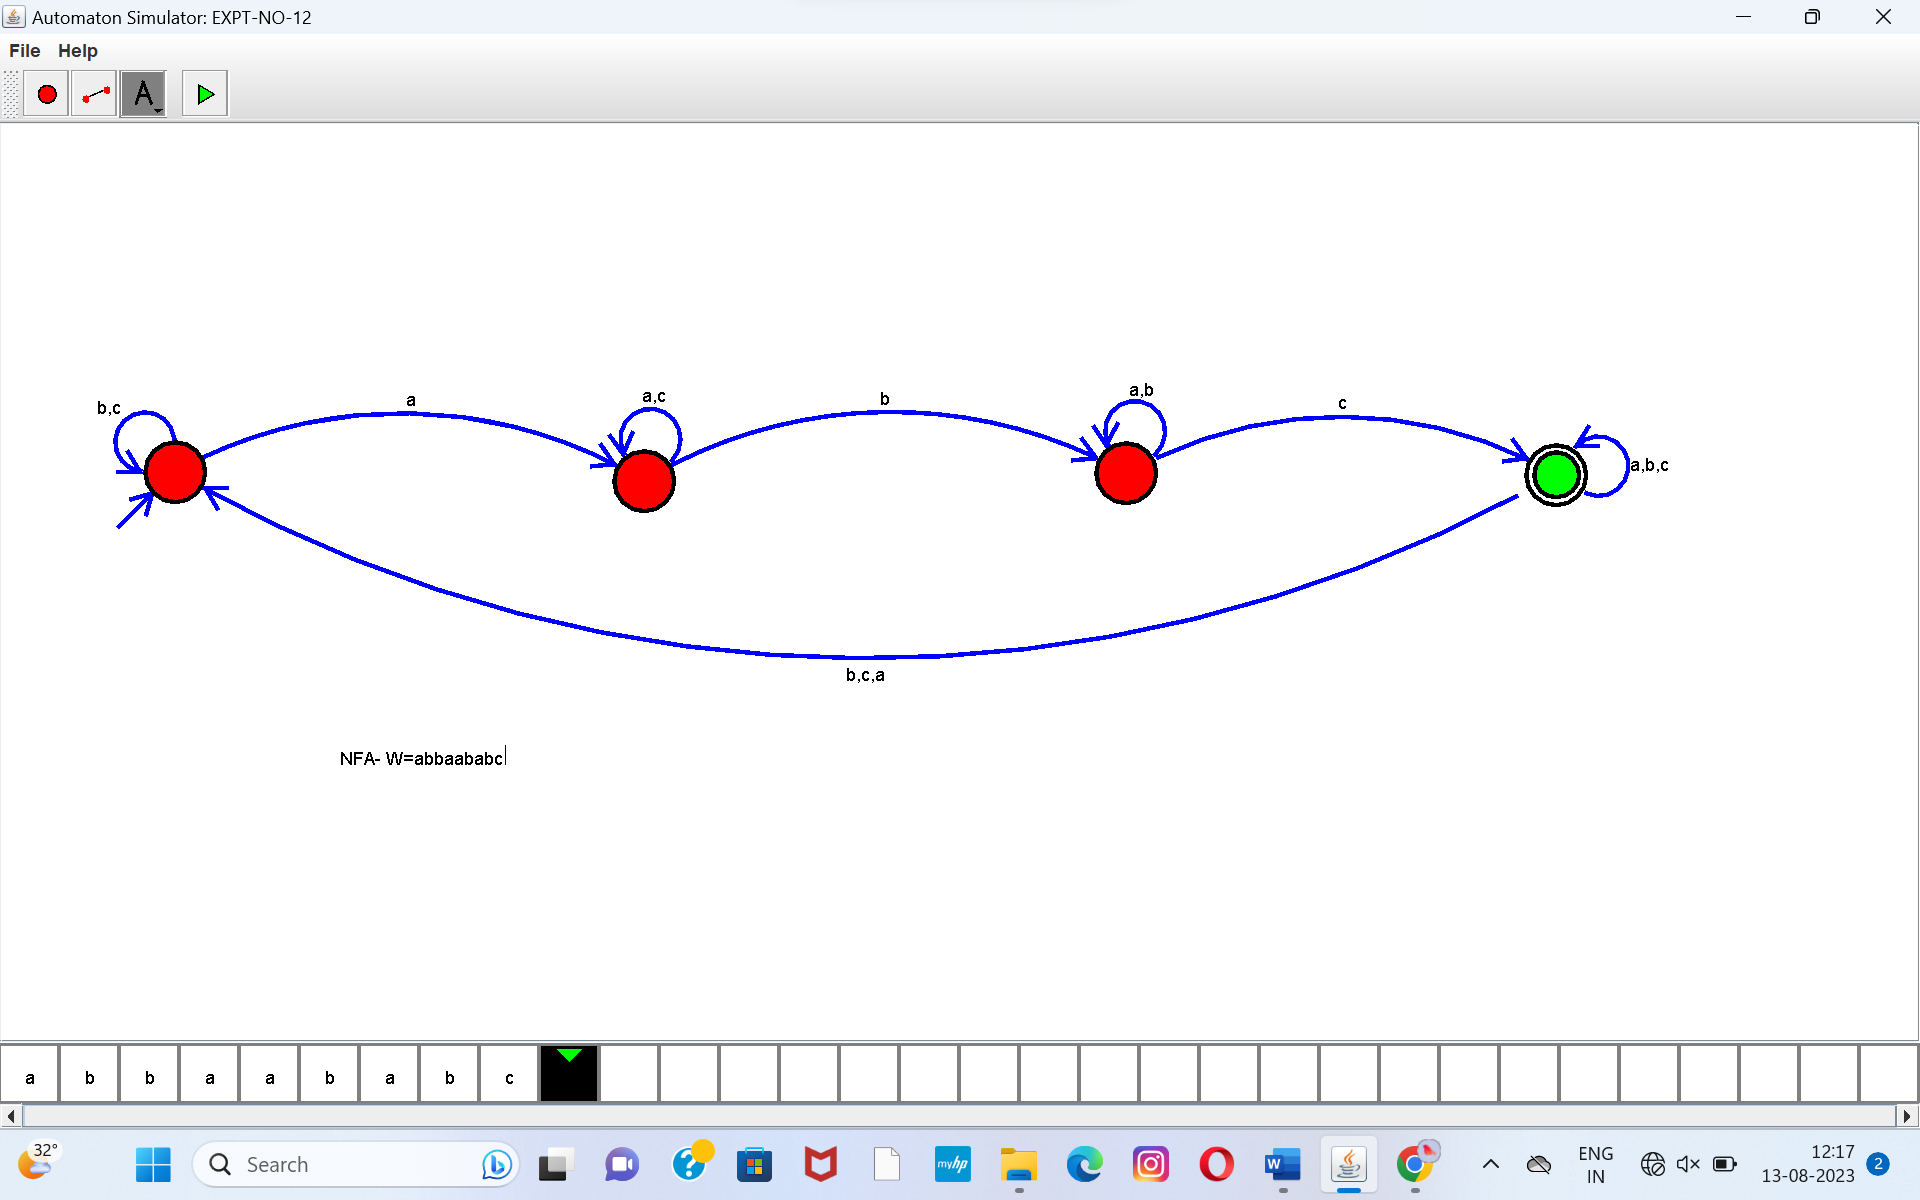 Automaton Simulator: EXPT-NO-12
File Help
A
a,b
b,c a a,c b c
a,b,c
b,c,a
NFA- W=abbaababc
a b b a a b a b c
32° Search myhp W ENG 12:17
IN 13-08-2023 2